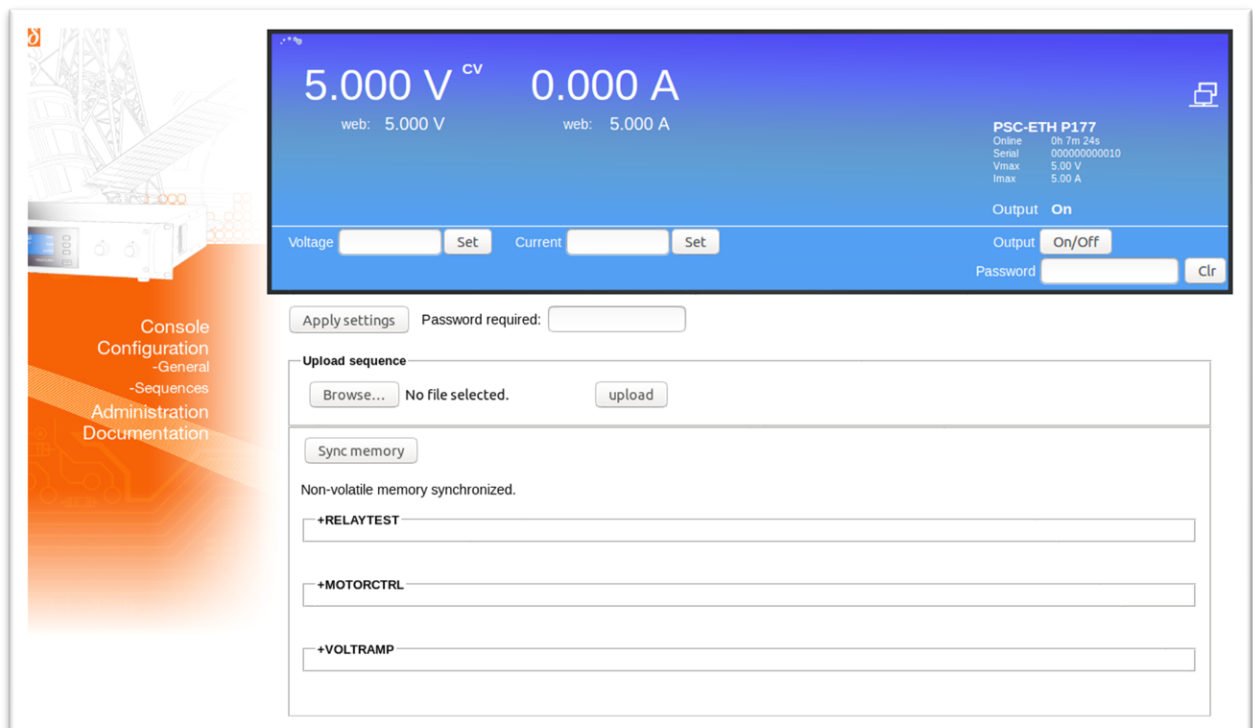 δ
5.000 V CV 0.000 A
web: 5.000 V web: 5.000 A
PSC-ETH P177
Online 0h 7m 24s
Serial 000000000010
Vmax 5.00 V
Imax 5.00 A
Output On
Voltage Set Current Set Output On/Off
Password Clr
Console
Configuration
-General
-Sequences
Administration
Documentation
Apply settings Password required:
Upload sequence
Browse... No file selected. upload
Sync memory
Non-volatile memory synchronized.
+RELAYTEST
+MOTORCTRL
+VOLTRAMP